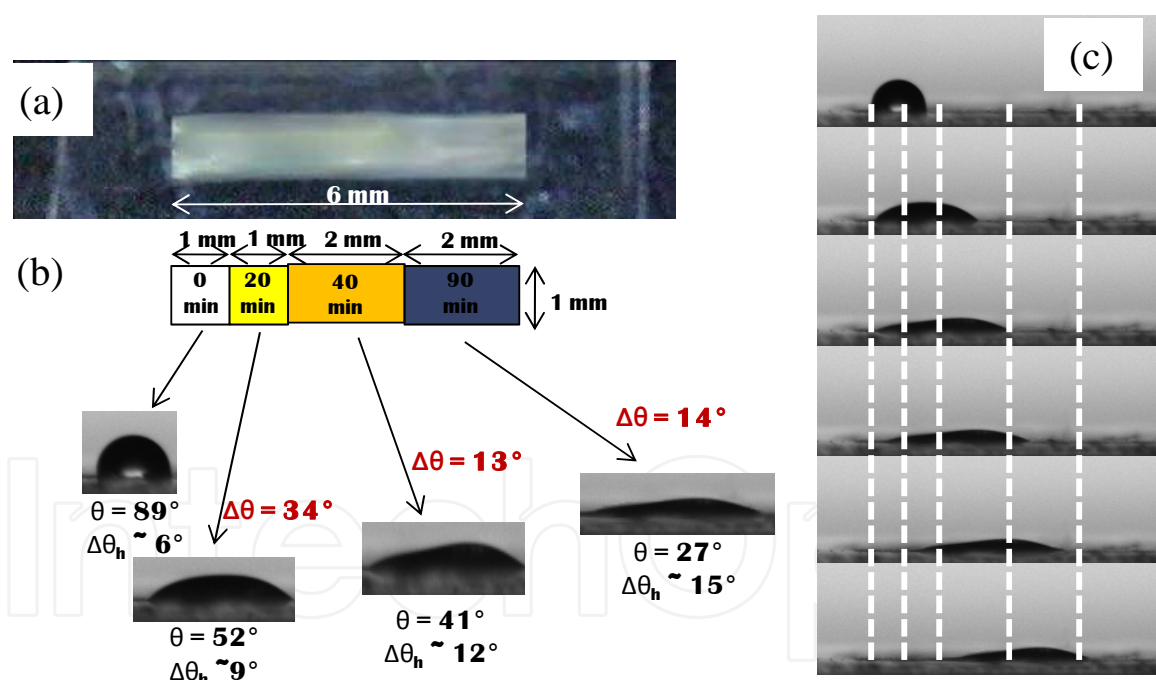 (a)
6 mm
(b)
1 mm 1 mm 2 mm 2 mm
0 min
20 min
40 min
90 min
1 mm
θ = 89°
Δθh ~ 6°
Δθ = 34°
θ = 52°
Δθh ~9°
Δθ = 13°
θ = 41°
Δθh ~ 12°
Δθ = 14°
θ = 27°
Δθh ~ 15°
(c)
IntechOp